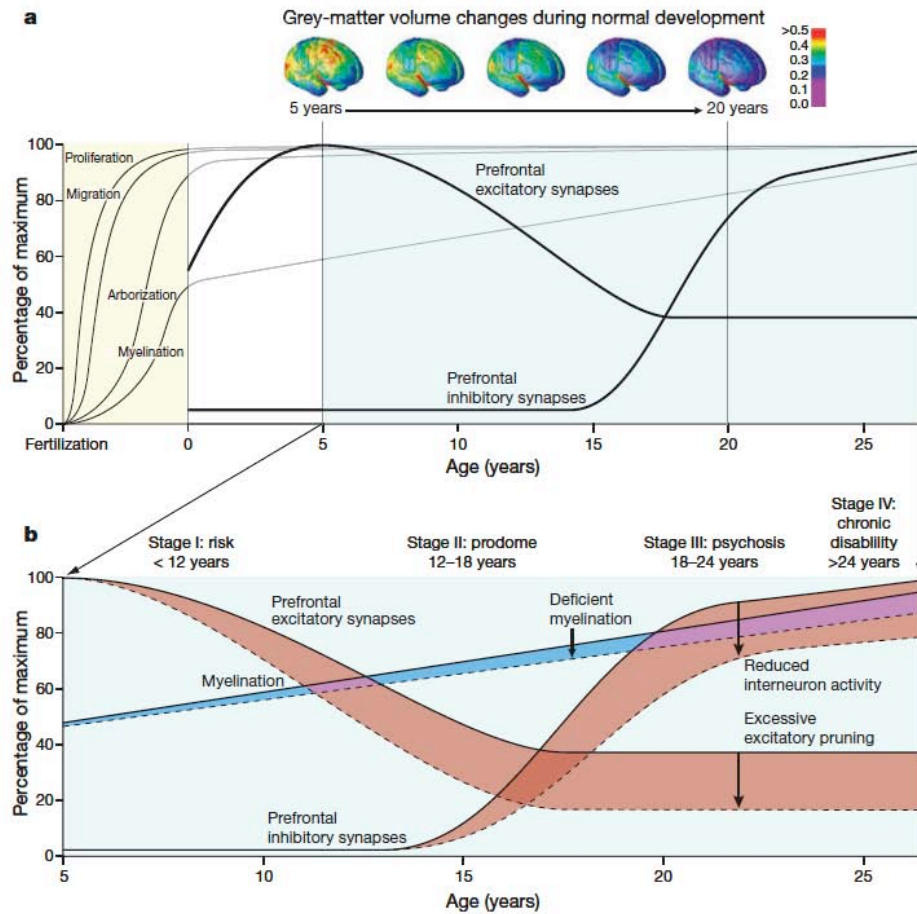 a
Grey-matter volume changes during normal development
>0.5
0.4
0.3
0.2
0.1
0.0
5 years
20 years
Percentage of maximum
100
80
60
40
20
0
Proliferation
Migration
Arborization
Myelination
Prefrontal
excitatory synapses
Prefrontal
inhibitory synapses
Fertilization
0
5
10
15
20
25
Age (years)
b
Stage I: risk
< 12 years
Stage II: prodome
12–18 years
Stage III: psychosis
18–24 years
Stage IV:
chronic
disablility
>24 years
Percentage of maximum
100
80
60
40
20
0
Prefrontal
excitatory synapses
Deficient
myelination
Myelination
Reduced
interneuron activity
Excessive
excitatory pruning
Prefrontal
inhibitory synapses
5
10
15
20
25
Age (years)